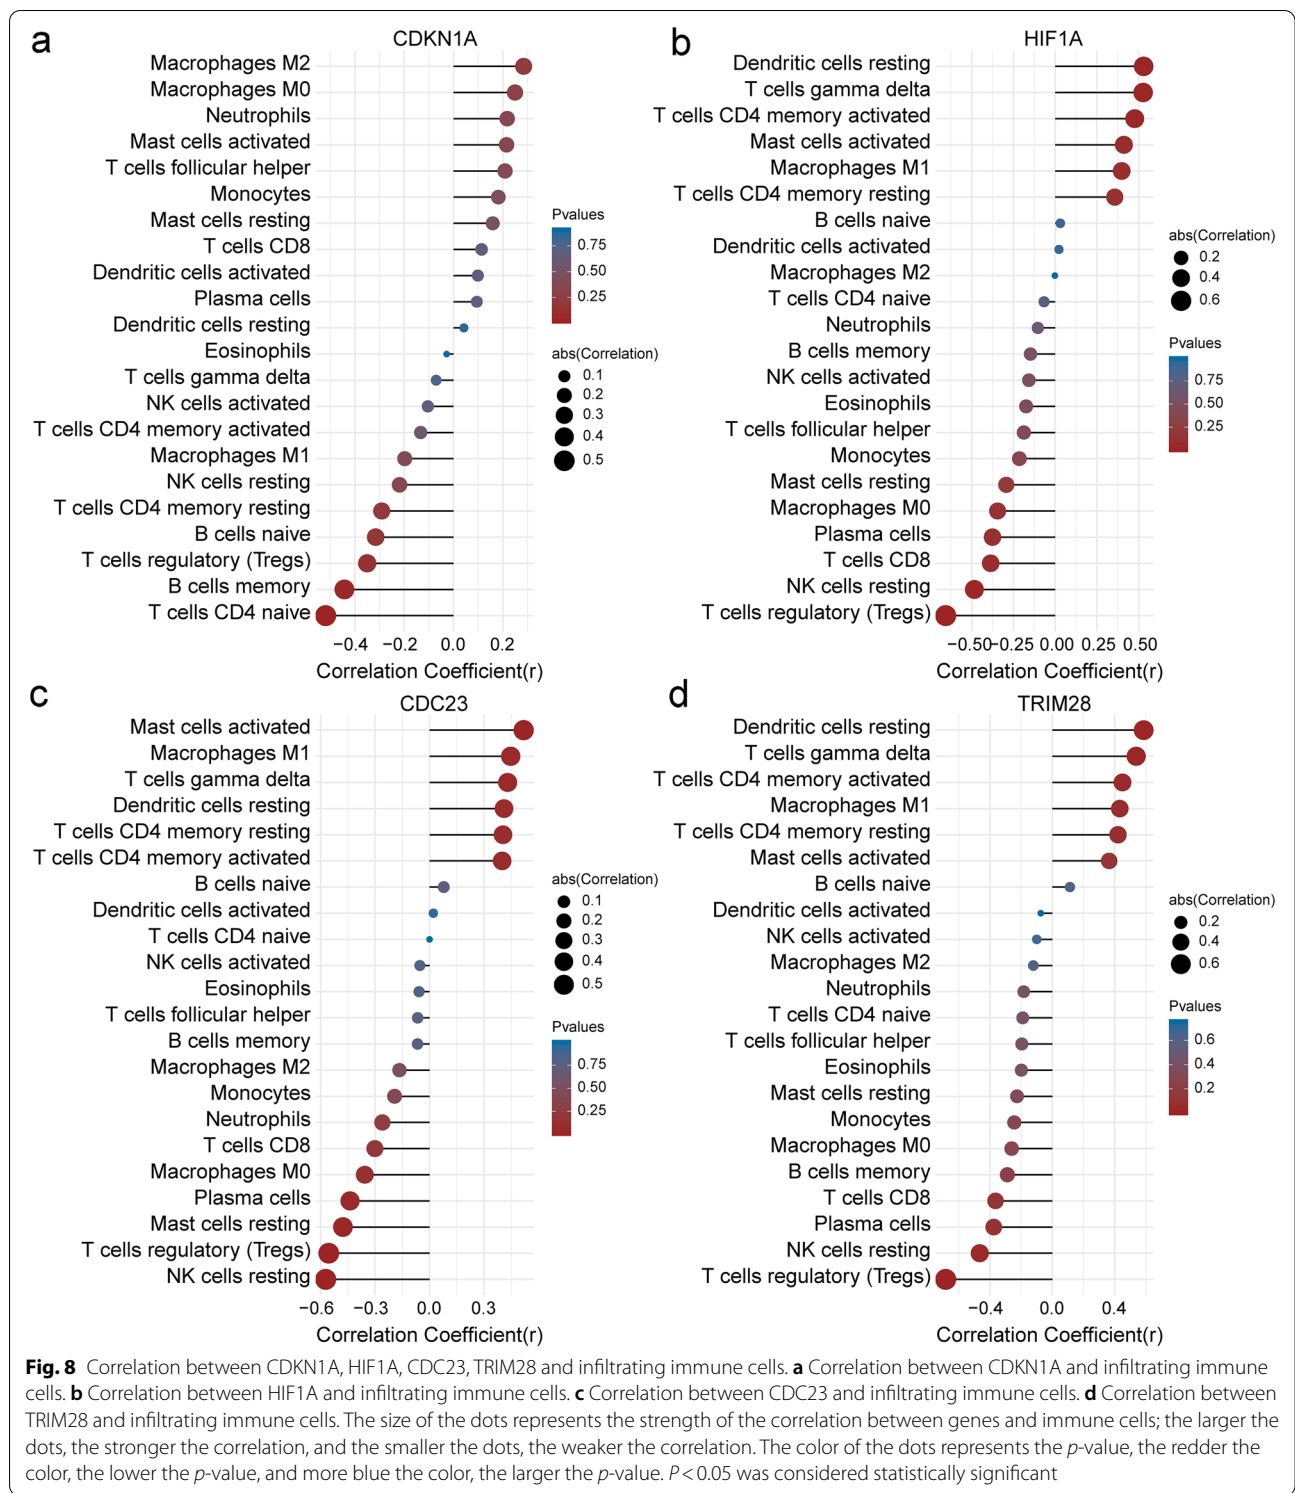 a
CDKN1A
Macrophages M2
Macrophages M0
Neutrophils
Mast cells activated
T cells follicular helper
Monocytes
Mast cells resting
T cells CD8
Dendritic cells activated
Plasma cells
Dendritic cells resting
Eosinophils
T cells gamma delta
NK cells activated
T cells CD4 memory activated
Macrophages M1
NK cells resting
T cells CD4 memory resting
B cells naive
T cells regulatory (Tregs)
B cells memory
T cells CD4 naive
−0.4 −0.2 0.0 0.2
Correlation Coefficient(r)
Pvalues
0.75
0.50
0.25
abs(Correlation)
0.1
0.2
0.3
0.4
0.5
b
HIF1A
Dendritic cells resting
T cells gamma delta
T cells CD4 memory activated
Mast cells activated
Macrophages M1
T cells CD4 memory resting
B cells naive
Dendritic cells activated
Macrophages M2
T cells CD4 naive
Neutrophils
B cells memory
NK cells activated
Eosinophils
T cells follicular helper
Monocytes
Mast cells resting
Macrophages M0
Plasma cells
T cells CD8
NK cells resting
T cells regulatory (Tregs)
−0.50 −0.25 0.00 0.25 0.50
Correlation Coefficient(r)
abs(Correlation)
0.2
0.4
0.6
Pvalues
0.75
0.50
0.25
c
CDC23
Mast cells activated
Macrophages M1
T cells gamma delta
Dendritic cells resting
T cells CD4 memory resting
T cells CD4 memory activated
B cells naive
Dendritic cells activated
T cells CD4 naive
NK cells activated
Eosinophils
T cells follicular helper
B cells memory
Macrophages M2
Monocytes
Neutrophils
T cells CD8
Macrophages M0
Plasma cells
Mast cells resting
T cells regulatory (Tregs)
NK cells resting
−0.6 −0.3 0.0 0.3
Correlation Coefficient(r)
abs(Correlation)
0.1
0.2
0.3
0.4
0.5
Pvalues
0.75
0.50
0.25
d
TRIM28
Dendritic cells resting
T cells gamma delta
T cells CD4 memory activated
Macrophages M1
T cells CD4 memory resting
Mast cells activated
B cells naive
Dendritic cells activated
NK cells activated
Macrophages M2
Neutrophils
T cells CD4 naive
T cells follicular helper
Eosinophils
Mast cells resting
Monocytes
Macrophages M0
B cells memory
T cells CD8
Plasma cells
NK cells resting
T cells regulatory (Tregs)
−0.4 0.0 0.4
Correlation Coefficient(r)
abs(Correlation)
0.2
0.4
0.6
Pvalues
0.6
0.4
0.2
Fig. 8 Correlation between CDKN1A, HIF1A, CDC23, TRIM28 and infiltrating immune cells. a Correlation between CDKN1A and infiltrating immune
cells. b Correlation between HIF1A and infiltrating immune cells. c Correlation between CDC23 and infiltrating immune cells. d Correlation between
TRIM28 and infiltrating immune cells. The size of the dots represents the strength of the correlation between genes and immune cells; the larger the
dots, the stronger the correlation, and the smaller the dots, the weaker the correlation. The color of the dots represents the p-value, the redder the
color, the lower the p-value, and more blue the color, the larger the p-value. P < 0.05 was considered statistically significant